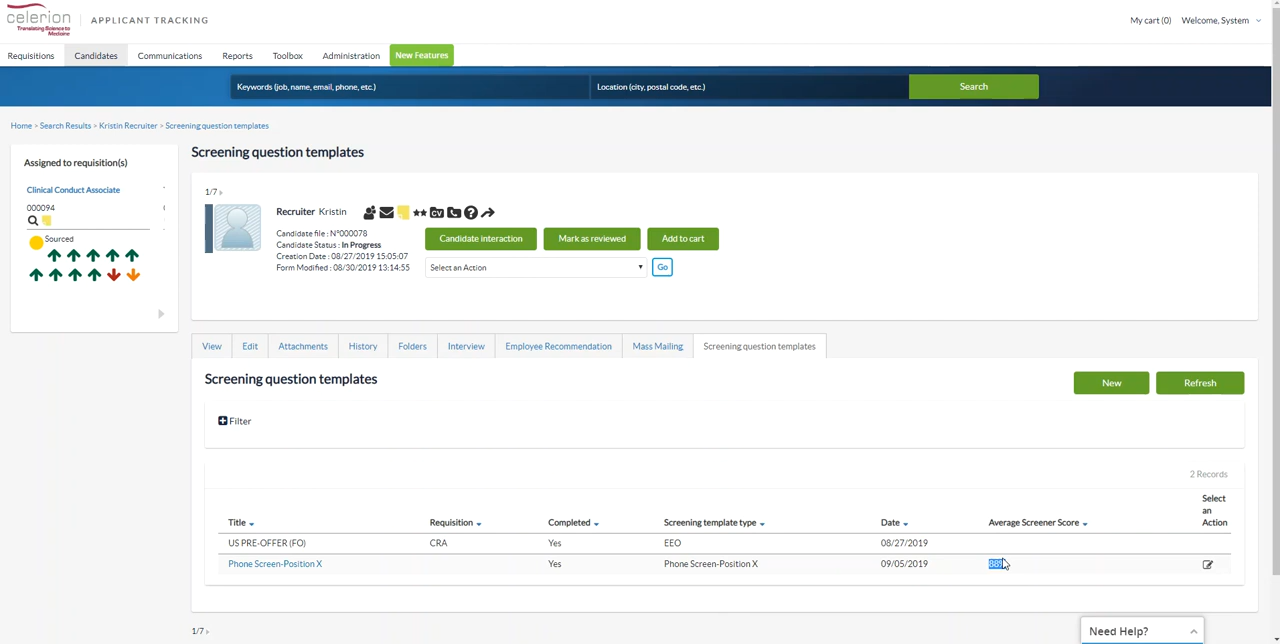 celerion
Translating Science to
Medicine
APPLICANT TRACKING
My cart (0) Welcome, System
Requisitions Candidates Communications Reports Toolbox Administration New Features
Keywords (job, name, email, phone, etc.) Location (city, postal code, etc.) Search
Home > Search Results > Kristin Recruiter > Screening question templates
Assigned to requisition(s)
Clinical Conduct Associate
000094
Sourced
Screening question templates
1/7
Recruiter Kristin
CV
Candidate file : N°000078
Candidate Status : In Progress
Creation Date : 08/27/2019 15:05:07
Form Modified : 08/30/2019 13:14:55
Candidate interaction Mark as reviewed Add to cart
Select an Action Go
View Edit Attachments History Folders Interview Employee Recommendation Mass Mailing Screening question templates
Screening question templates
New Refresh
Filter
2 Records
Title Requisition Completed Screening template type Date Average Screener Score Select
an
Action
US PRE-OFFER (FO) CRA Yes EEO 08/27/2019
Phone Screen-Position X Yes Phone Screen-Position X 09/05/2019
1/7
Need Help?